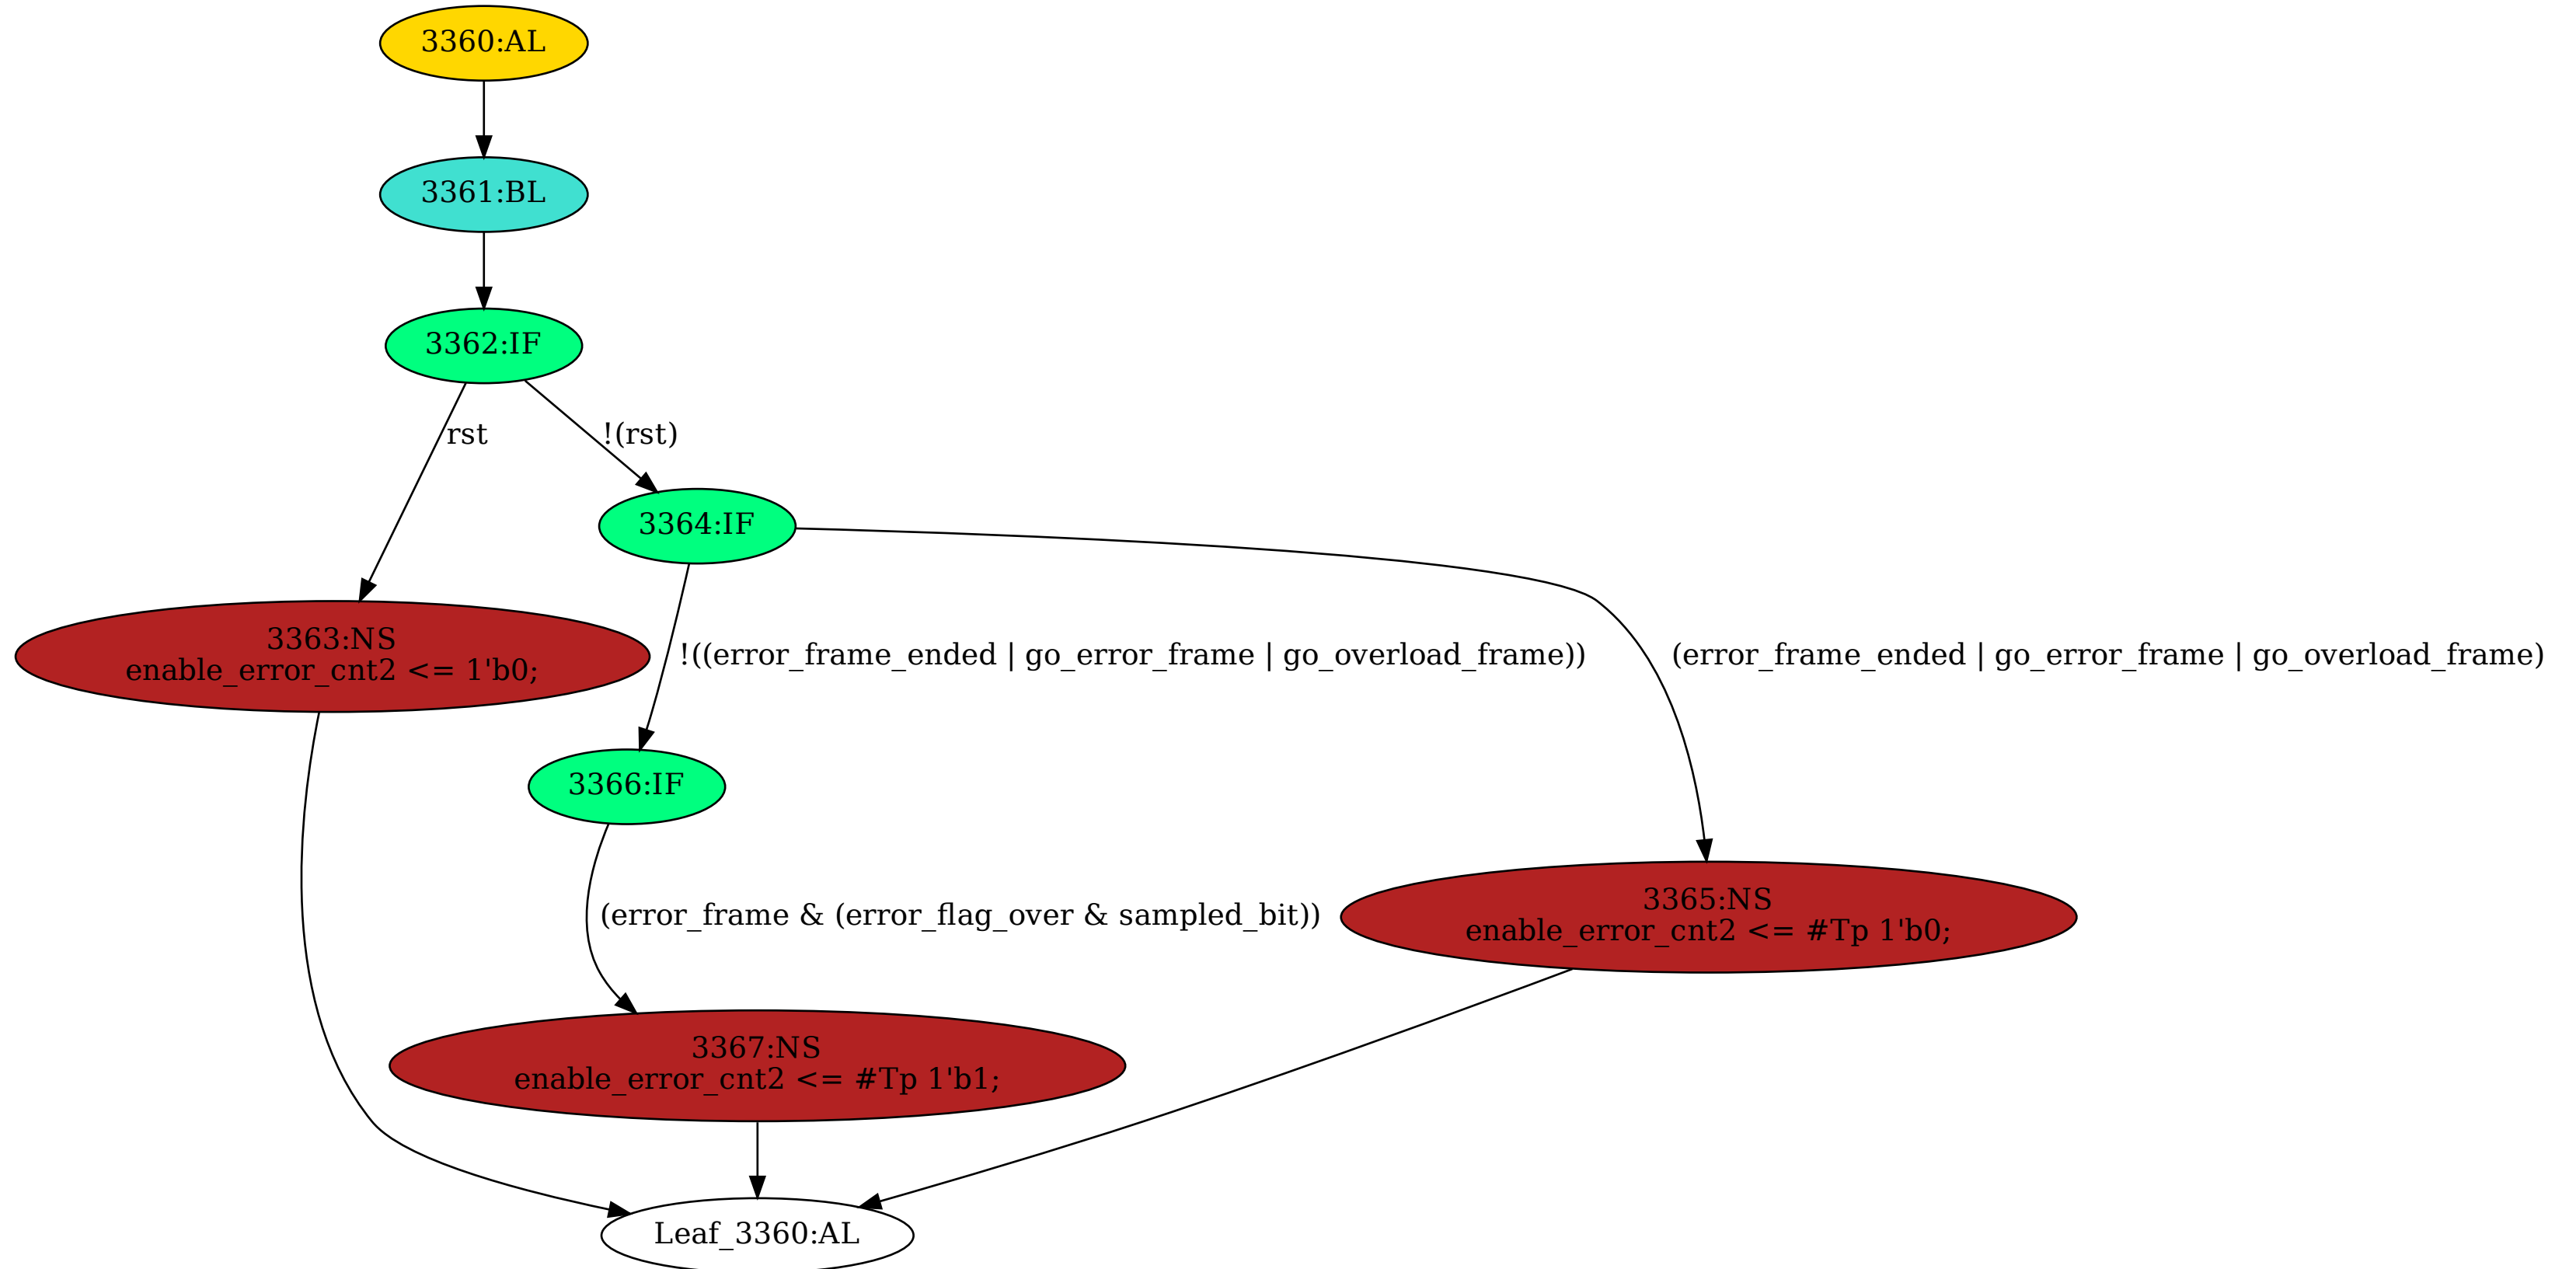 3360:AL
3361:BL
3362:IF
rst
!(rst)
3364:IF
3363:NS
enable_error_cnt2 <= 1'b0;
!((error_frame_ended | go_error_frame | go_overload_frame))
(error_frame_ended | go_error_frame | go_overload_frame)
3366:IF
(error_frame & (error_flag_over & sampled_bit))
3365:NS
enable_error_cnt2 <= #Tp 1'b0;
3367:NS
enable_error_cnt2 <= #Tp 1'b1;
Leaf_3360:AL